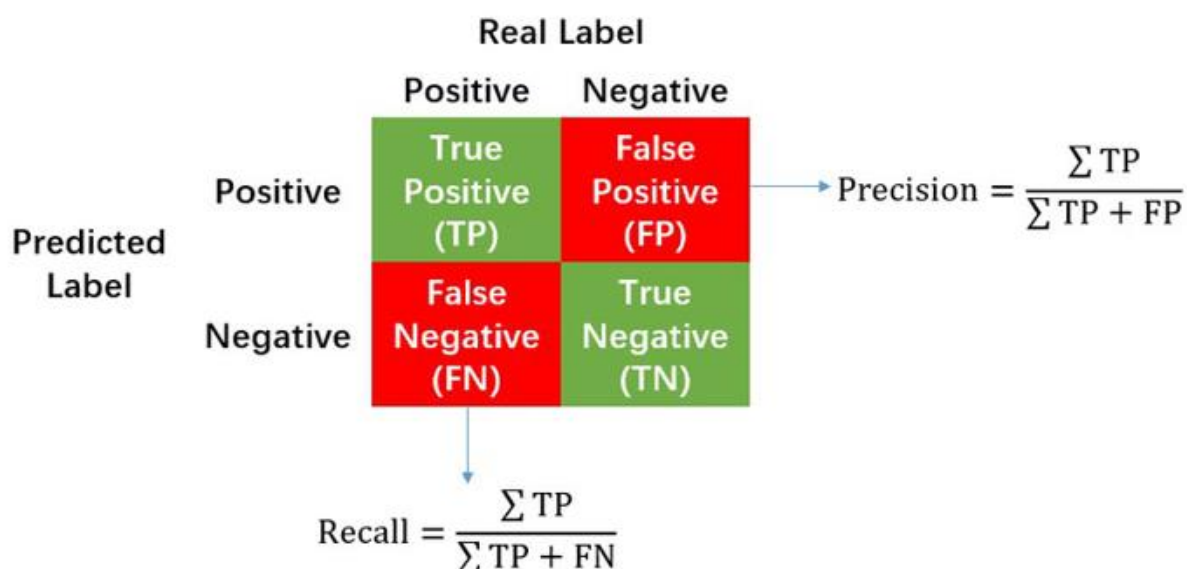 Real Label
Positive Negative
True
Positive
(TP)
False
Positive
(FP)
Positive
Precision = ∑ TP / ∑ TP + FP
Predicted
Label
Negative
False
Negative
(FN)
True
Negative
(TN)
Recall = ∑ TP / ∑ TP + FN